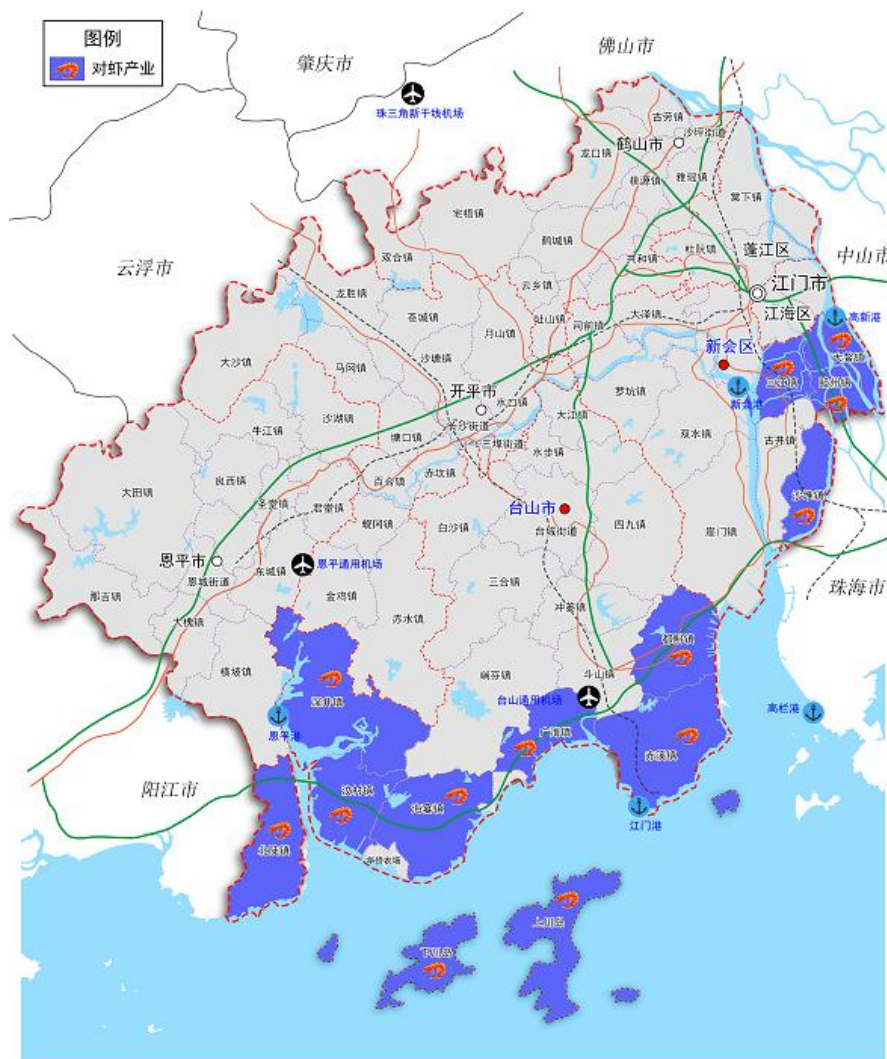 图例
对虾产业
佛山市
肇庆市
珠三角新干线机场
古劳镇
沙坪街道
鹤山市
龙口镇
桃源镇
雅瑶镇
棠下镇
宅梧镇
鹤城镇
杜阮镇
蓬江区
中山市
云浮市
双合镇
共和镇
江门市
云乡镇
龙胜镇
苍城镇
址山镇
司前镇
大泽镇
江海区
高新港
月山镇
新会区
大鳌镇
沙塘镇
大沙镇
马冈镇
三江镇
睦洲镇
罗坑镇
新会港
开平市
水口镇
沙湖镇
大江镇
牛江镇
长沙街道
塘口镇
三埠街道
双水镇
古井镇
水步镇
良西镇
百合镇
赤坎镇
大田镇
沙堆镇
圣堂镇
君堂镇
台山市
蚬冈镇
白沙镇
台城街道
四九镇
崖门镇
恩平市
恩平通用机场
东城镇
恩城街道
三合镇
珠海市
那吉镇
金鸡镇
冲蒌镇
赤水镇
大槐镇
都斛镇
横坡镇
端芬镇
斗山镇
深井镇
台山通用机场
高栏港
恩平港
广海镇
赤溪镇
阳江市
汶村镇
海宴镇
江门港
北陡镇
华侨农场
上川岛
下川岛